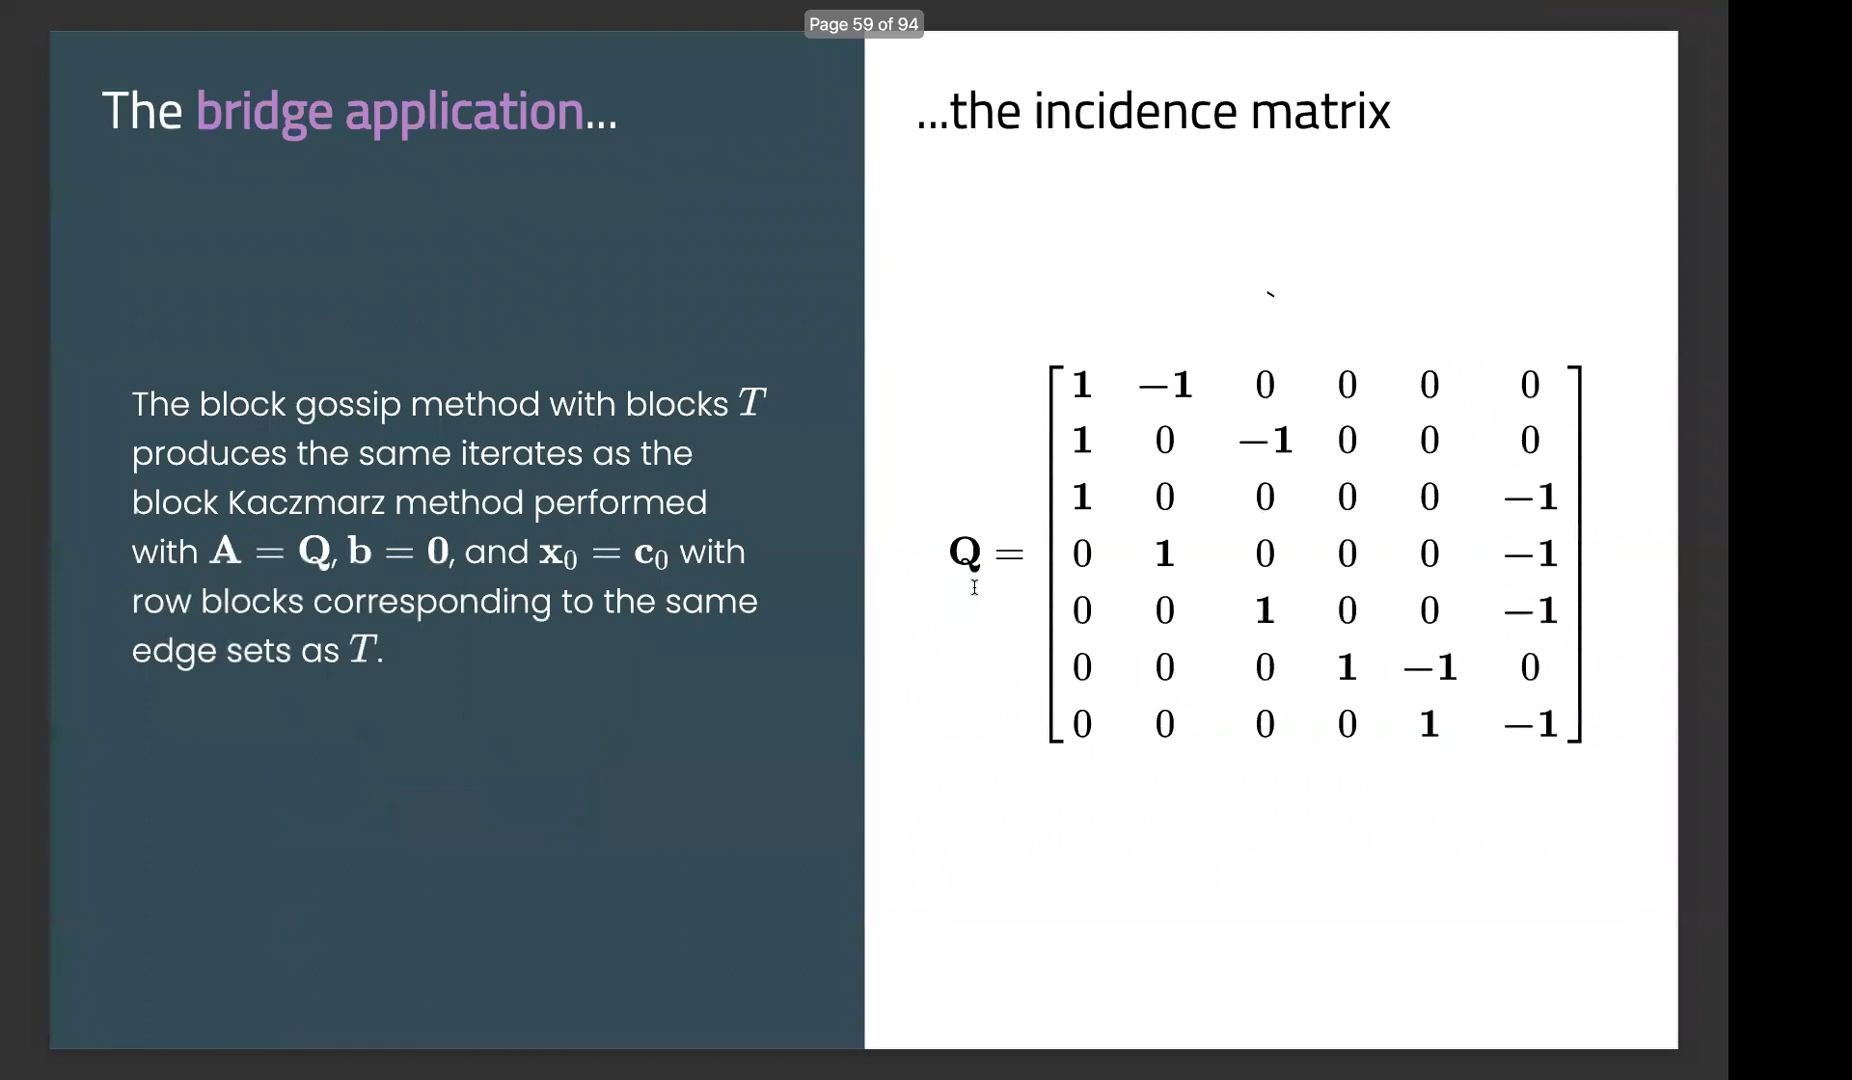 Page 59 of 94
The bridge application...
The block gossip method with blocks T
produces the same iterates as the
block Kaczmarz method performed
with A = Q, b = 0, and x₀ = c₀ with
row blocks corresponding to the same
edge sets as T.
...the incidence matrix
Q =
1 −1 0 0 0 0
1 0 −1 0 0 0
1 0 0 0 0 −1
0 1 0 0 0 −1
0 0 1 0 0 −1
0 0 0 1 −1 0
0 0 0 0 1 −1